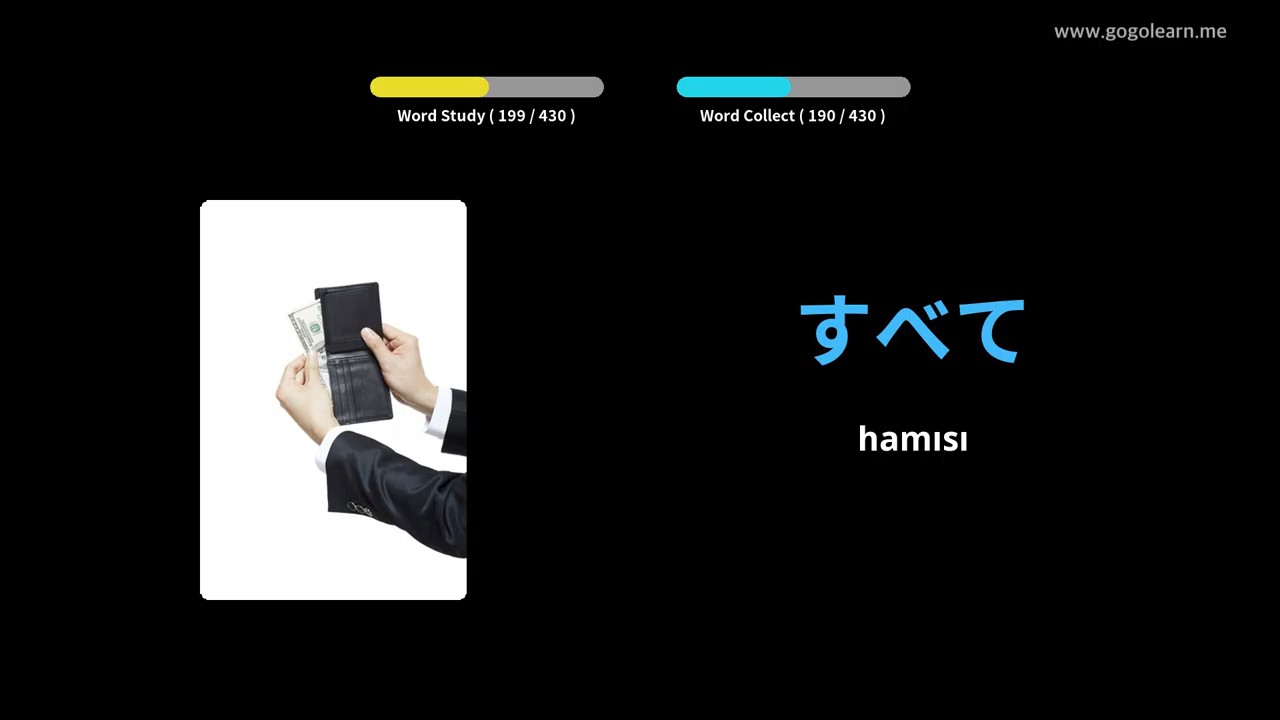 www.gogolearn.me
Word Study ( 199 / 430 )
Word Collect ( 190 / 430 )
すべて
hamısı